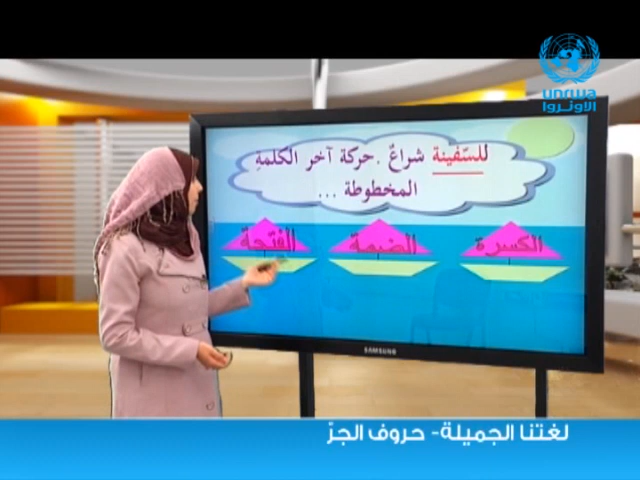 unrwa
الأونروا
للسّفينة شراعٌ .حركة آخر الكلمةِ
المخطوطة ...
الكسرة الضمة الفتحة
SAMSUNG
لغتنا الجميلة- حروف الجرّ